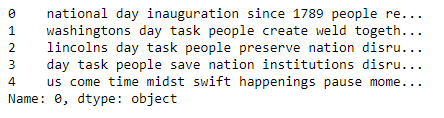 0    national day inauguration since 1789 people re...
1    washingtons day task people create weld togeth...
2    lincolns day task people preserve nation disru...
3    day task people save nation institutions disru...
4    us come time midst swift happenings pause mome...
Name: 0, dtype: object